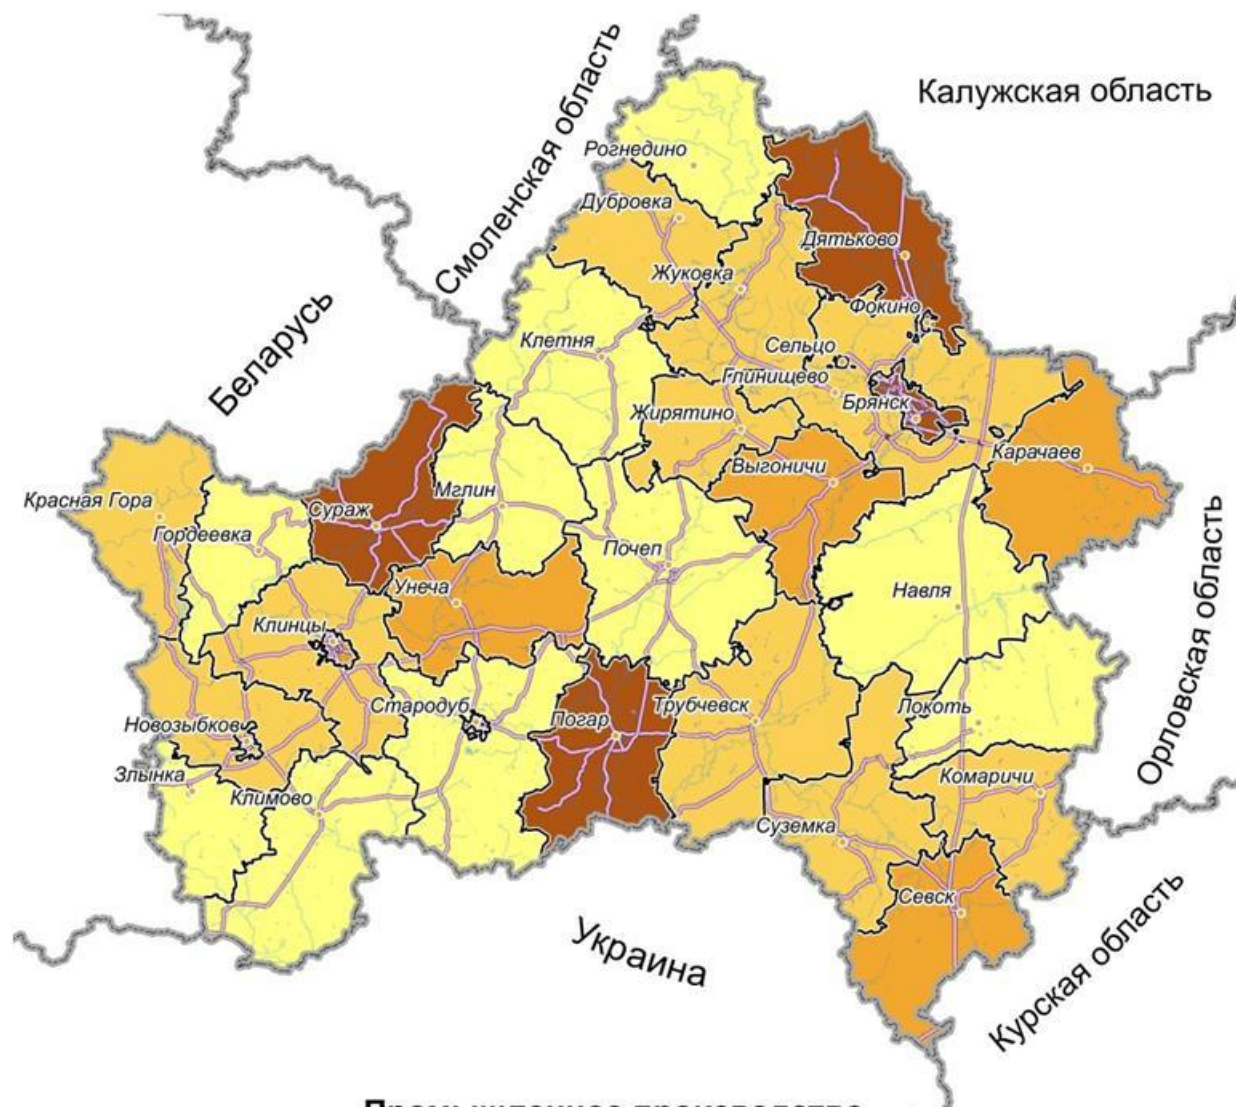 Калужская область
Смоленская область
Рогнедино
Дубровка
Дятьково
Жуковка
Беларусь
Фокино
Клетня
Сельцо
Глинищево
Брянск
Жирятино
Карачаев
Выгоничи
Мглин
Красная Гора
Сураж
Гордеевка
Почеп
Унеча
Навля
Орловская область
Клинцы
Стародуб
Трубчевск
Локоть
Погар
Новозыбков
Злынка
Комаричи
Климово
Суземка
Севск
Украина
Курская область
Промышленное производство